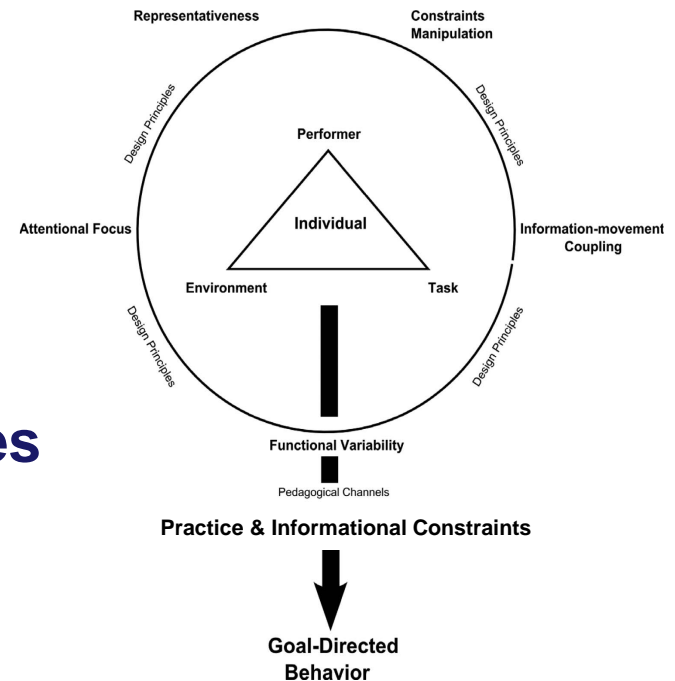 Representativeness
Constraints
Manipulation
Design Principles
Design Principles
Performer
Individual
Attentional Focus
Information-movement
Coupling
Environment
Task
Design Principles
Design Principles
es
Functional Variability
Pedagogical Channels
Practice & Informational Constraints
Goal-Directed
Behavior